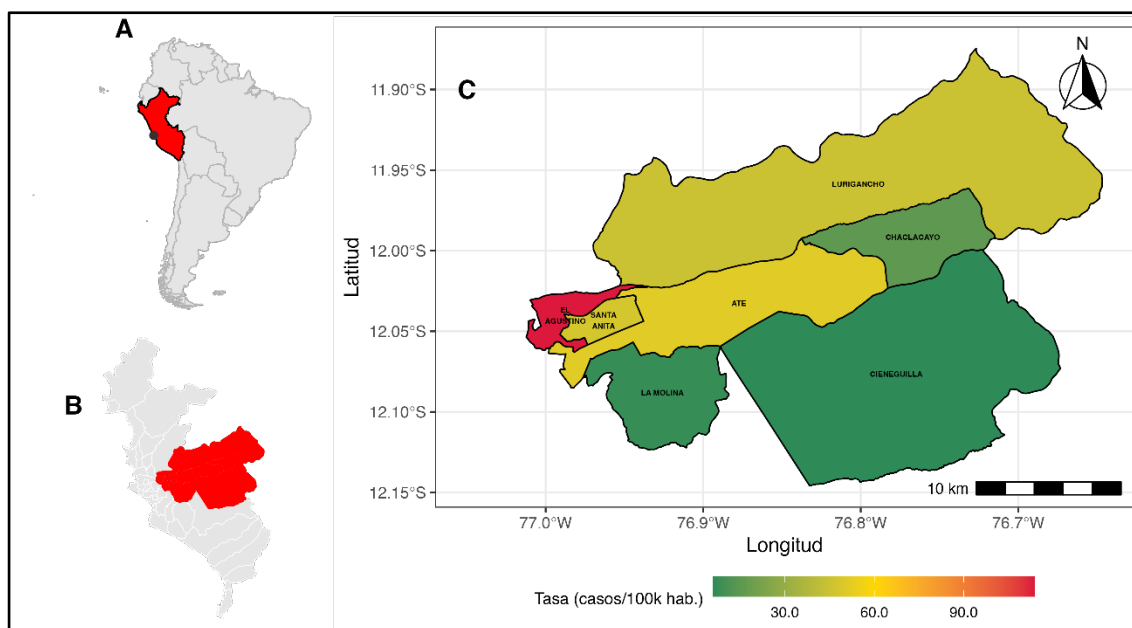 A
B
C
N
11.90°S
11.95°S
12.00°S
12.05°S
12.10°S
12.15°S
Latitud
LURIGANCHO
CHACLACAYO
ATE
EL
AGUSTINO
SANTA
ANITA
LA MOLINA
CIENEGUILLA
10 km
77.0°W
76.9°W
76.8°W
76.7°W
Longitud
Tasa (casos/100k hab.)
30.0
60.0
90.0